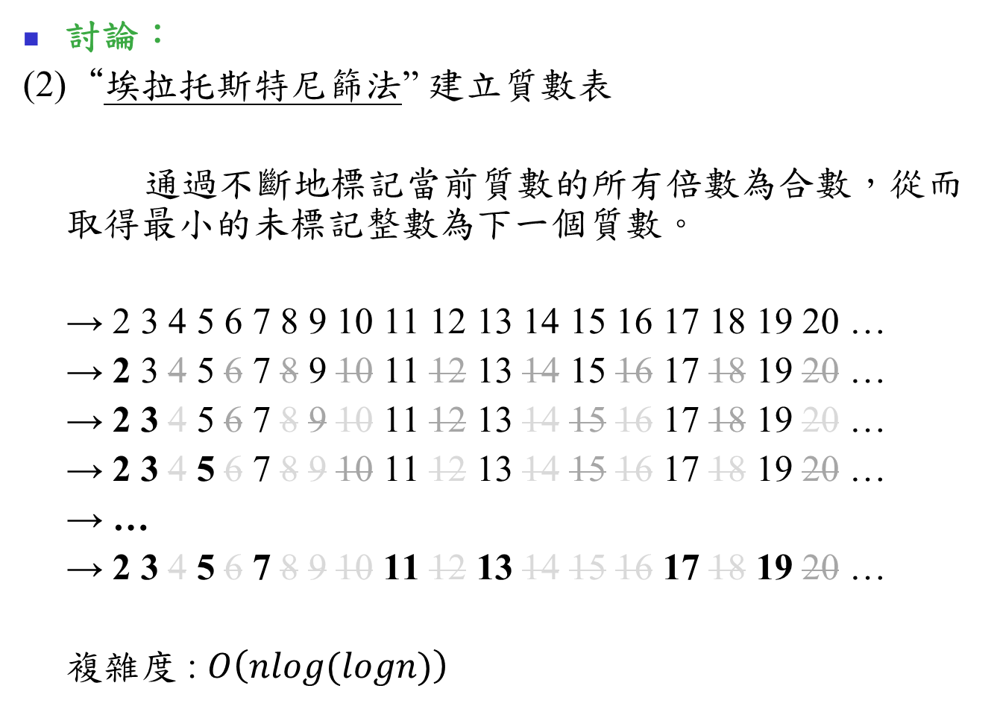 ▪ 討論：
(2) “埃拉托斯特尼篩法” 建立質數表
通過不斷地標記當前質數的所有倍數為合數，從而
取得最小的未標記整數為下一個質數。
→ 2 3 4 5 6 7 8 9 10 11 12 13 14 15 16 17 18 19 20 …
→ 2 3 4 5 6 7 8 9 10 11 12 13 14 15 16 17 18 19 20 …
→ 2 3 4 5 6 7 8 9 10 11 12 13 14 15 16 17 18 19 20 …
→ 2 3 4 5 6 7 8 9 10 11 12 13 14 15 16 17 18 19 20 …
→ …
→ 2 3 4 5 6 7 8 9 10 11 12 13 14 15 16 17 18 19 20 …
複雜度 : 𝑂(𝑛𝑙𝑜𝑔(𝑙𝑜𝑔𝑛))